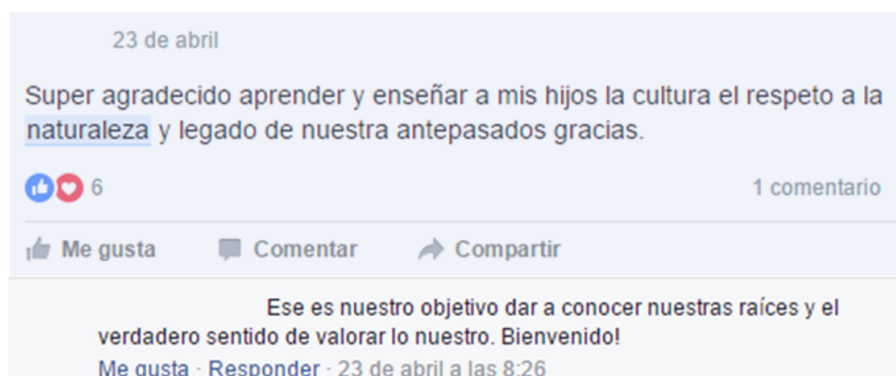 23 de abril
Super agradecido aprender y enseñar a mis hijos la cultura el respeto a la
naturaleza y legado de nuestra antepasados gracias.
6 1 comentario
Me gusta Comentar Compartir
Ese es nuestro objetivo dar a conocer nuestras raíces y el
verdadero sentido de valorar lo nuestro. Bienvenido!
Me gusta · Responder · 23 de abril a las 8:26